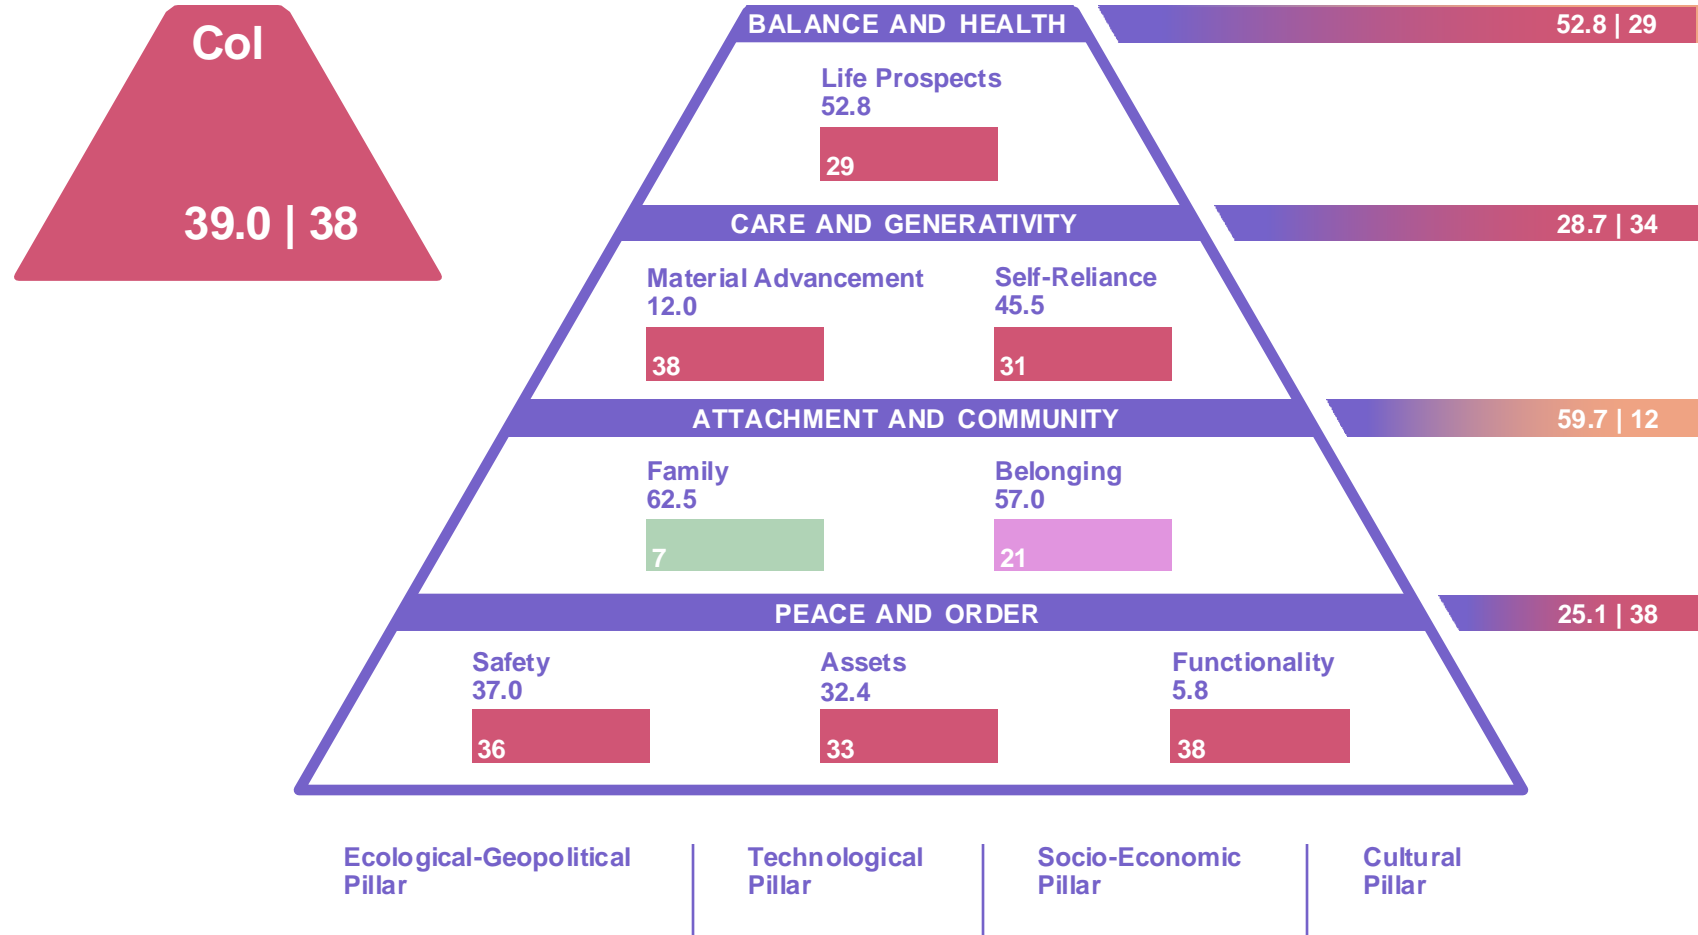 Col
39.0 | 38
BALANCE AND HEALTH
52.8 | 29
Life Prospects
52.8
29
CARE AND GENERATIVITY
28.7 | 34
Material Advancement
12.0
38
Self-Reliance
45.5
31
ATTACHMENT AND COMMUNITY
59.7 | 12
Family
62.5
7
Belonging
57.0
21
PEACE AND ORDER
25.1 | 38
Safety
37.0
36
Assets
32.4
33
Functionality
5.8
38
Ecological-Geopolitical
Pillar
Technological
Pillar
Socio-Economic
Pillar
Cultural
Pillar